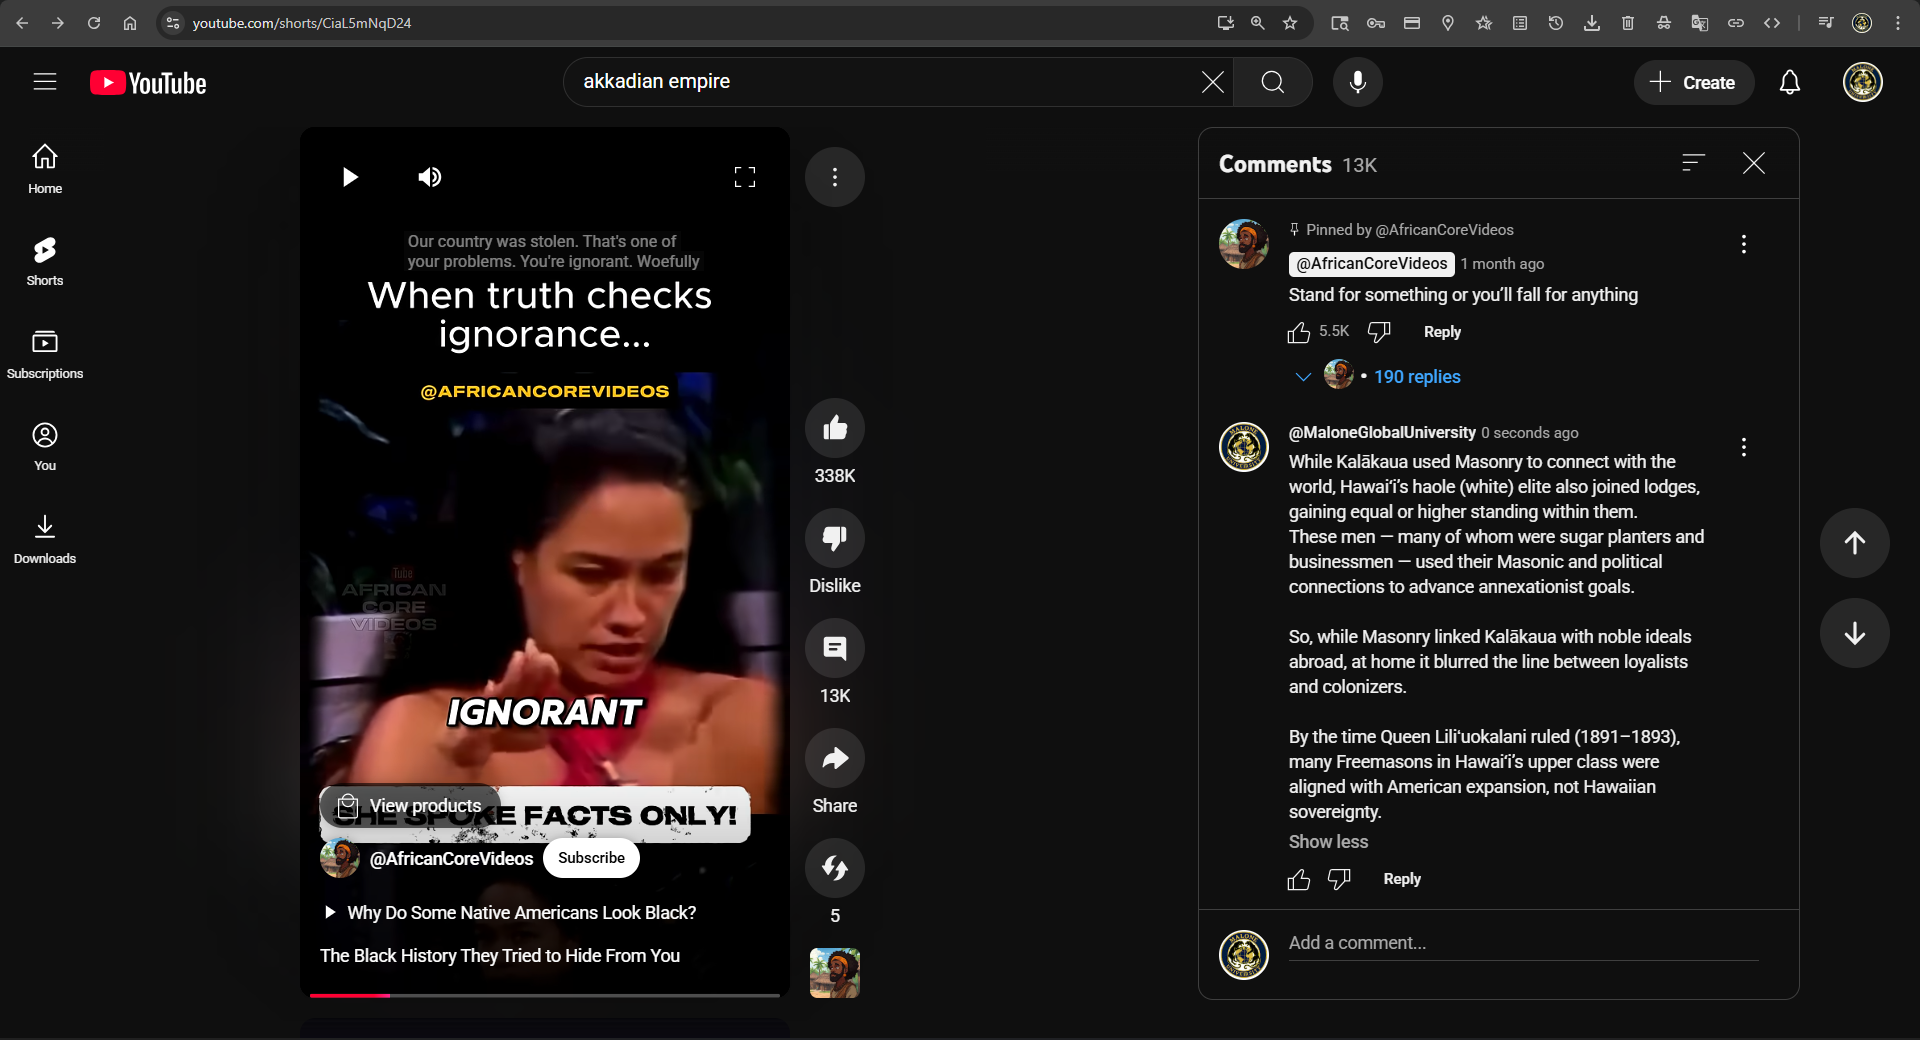 youtube.com/shorts/CiaL5mNqD24
YouTube
akkadian empire
Create
Home
Shorts
Subscriptions
You
Downloads
Our country was stolen. That's one of
your problems. You're ignorant. Woefully
When truth checks
ignorance...
@AFRICANCOREVIDEOS
Tube
AFRICAN
CORE
VIDEOS
IGNORANT
View products
SHE SPOKE FACTS ONLY!
@AfricanCoreVideos
Subscribe
Why Do Some Native Americans Look Black?
The Black History They Tried to Hide From You
338K
Dislike
13K
Share
5
Comments 13K
Pinned by @AfricanCoreVideos
@AfricanCoreVideos 1 month ago
Stand for something or you’ll fall for anything
5.5K
Reply
• 190 replies
@MaloneGlobalUniversity 0 seconds ago
While Kalākaua used Masonry to connect with the
world, Hawai‘i’s haole (white) elite also joined lodges,
gaining equal or higher standing within them.
These men — many of whom were sugar planters and
businessmen — used their Masonic and political
connections to advance annexationist goals.
So, while Masonry linked Kalākaua with noble ideals
abroad, at home it blurred the line between loyalists
and colonizers.
By the time Queen Lili‘uokalani ruled (1891–1893),
many Freemasons in Hawai‘i’s upper class were
aligned with American expansion, not Hawaiian
sovereignty.
Show less
Reply
Add a comment...